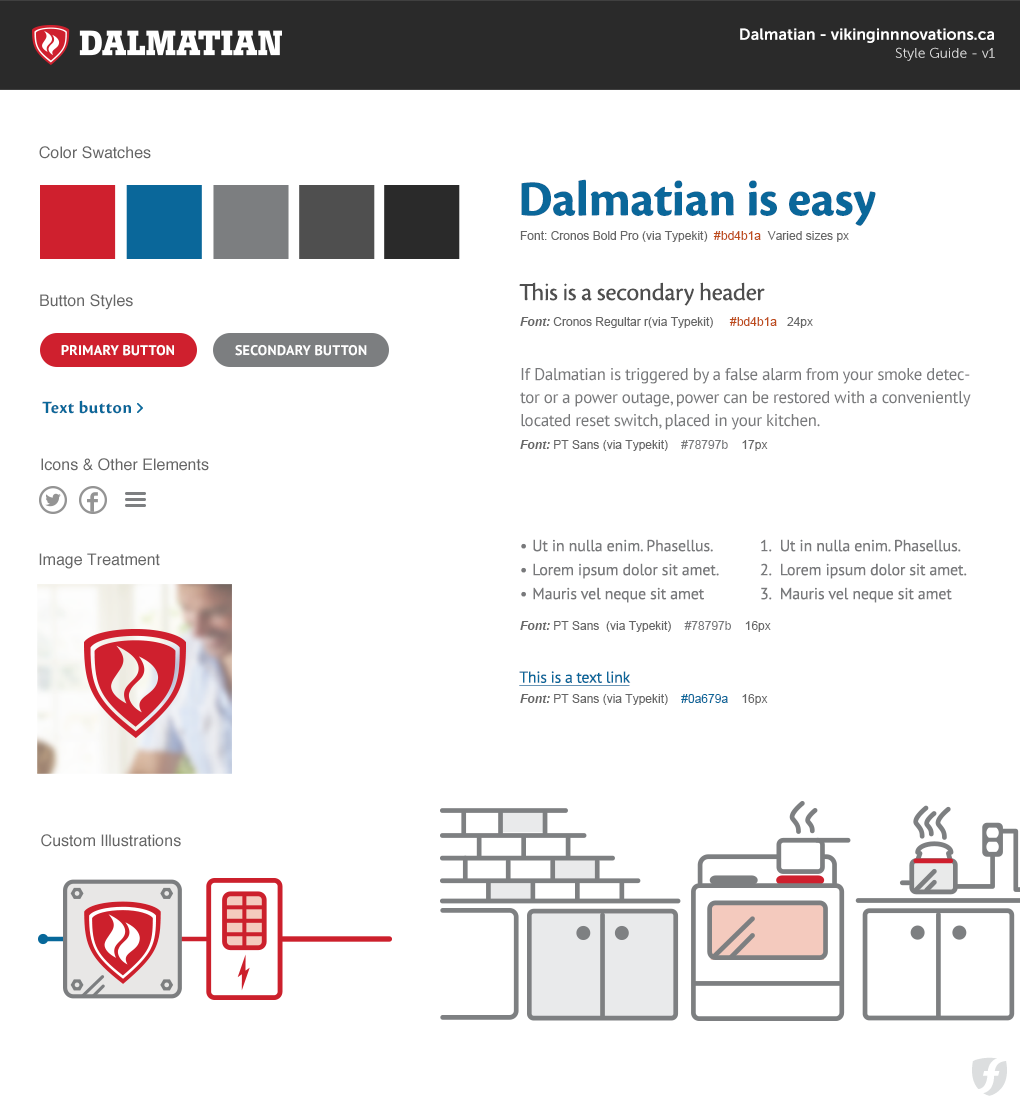 DALMATIAN
Dalmatian - vikinginnnovations.ca
Style Guide - v1
Color Swatches
Dalmatian is easy
Font: Cronos Bold Pro (via Typekit) #bd4b1a Varied sizes px
Button Styles
PRIMARY BUTTON
SECONDARY BUTTON
Text button >
This is a secondary header
Font: Cronos Regultar r(via Typekit) #bd4b1a 24px
If Dalmatian is triggered by a false alarm from your smoke detec-
tor or a power outage, power can be restored with a conveniently
located reset switch, placed in your kitchen.
Font: PT Sans (via Typekit) #78797b 17px
Icons & Other Elements
Image Treatment
• Ut in nulla enim. Phasellus.
• Lorem ipsum dolor sit amet.
• Mauris vel neque sit amet
1. Ut in nulla enim. Phasellus.
2. Lorem ipsum dolor sit amet.
3. Mauris vel neque sit amet
Font: PT Sans (via Typekit) #78797b 16px
This is a text link
Font: PT Sans (via Typekit) #0a679a 16px
Custom Illustrations